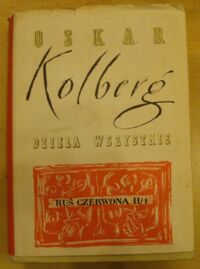 OSKAR
Kolberg
DZIEŁA WSZYSTKIE
RUŚ CZERWONA II/1